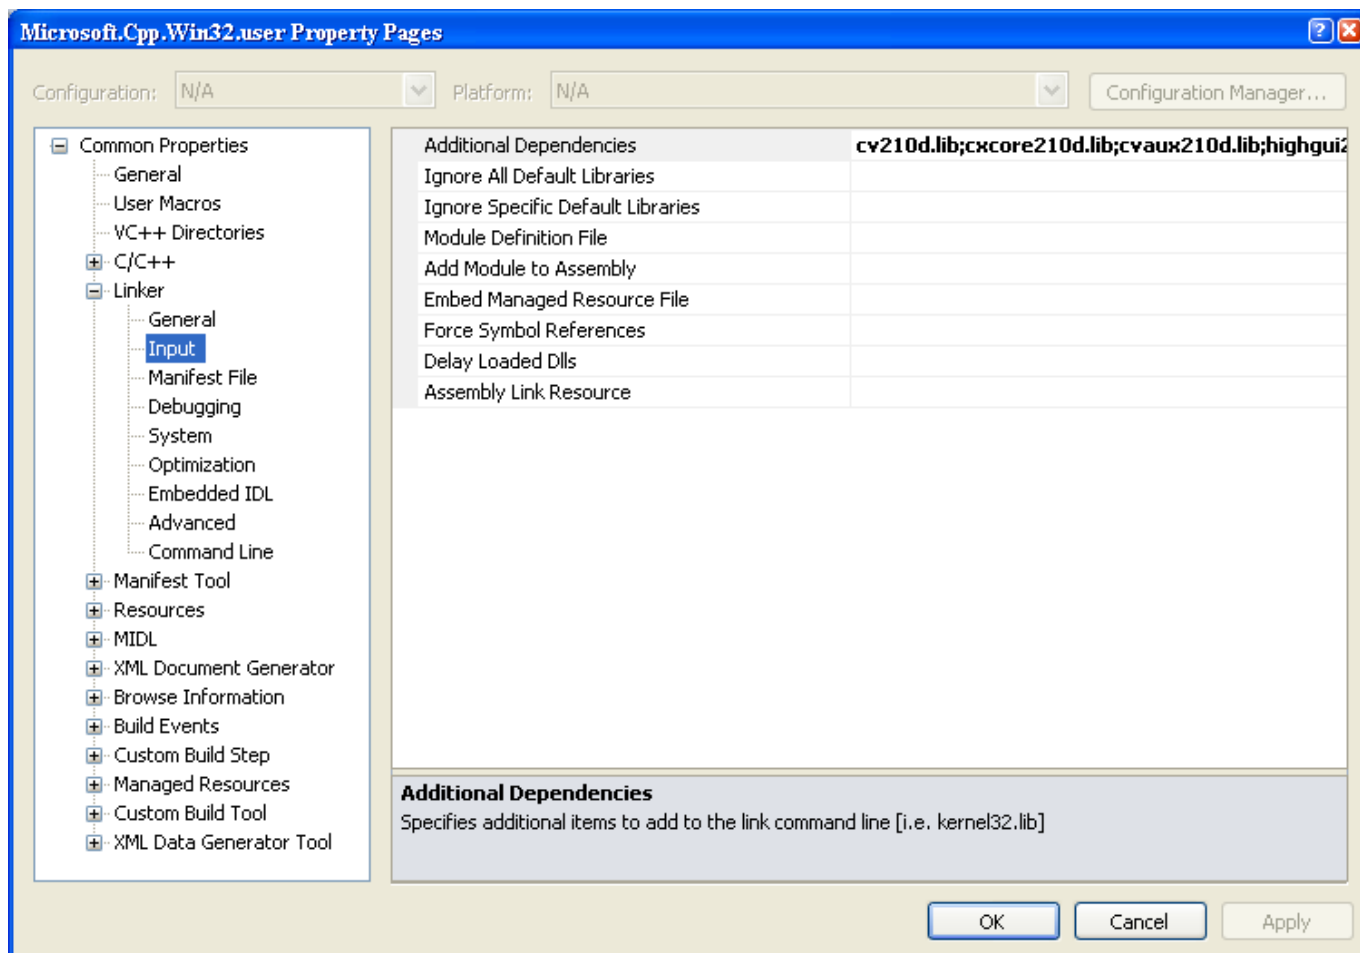 Microsoft.Cpp.Win32.user Property Pages
Configuration: N/A Platform: N/A Configuration Manager...
Common Properties
General
User Macros
VC++ Directories
C/C++
Linker
General
Input
Manifest File
Debugging
System
Optimization
Embedded IDL
Advanced
Command Line
Manifest Tool
Resources
MIDL
XML Document Generator
Browse Information
Build Events
Custom Build Step
Managed Resources
Custom Build Tool
XML Data Generator Tool
Additional Dependencies cv210d.lib;cxcore210d.lib;cvaux210d.lib;highgui2
Ignore All Default Libraries
Ignore Specific Default Libraries
Module Definition File
Add Module to Assembly
Embed Managed Resource File
Force Symbol References
Delay Loaded Dlls
Assembly Link Resource
Additional Dependencies
Specifies additional items to add to the link command line [i.e. kernel32.lib]
OK Cancel Apply